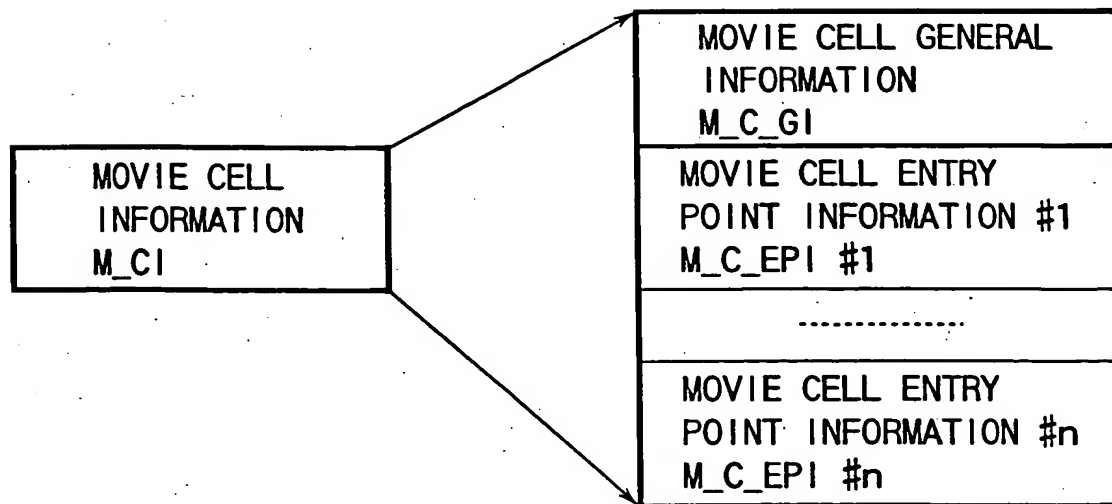 MOVIE CELL
INFORMATION
M_CI
MOVIE CELL GENERAL
INFORMATION
M_C_GI
MOVIE CELL ENTRY
POINT INFORMATION #1
M_C_EPI #1
---------------
MOVIE CELL ENTRY
POINT INFORMATION #n
M_C_EPI #n